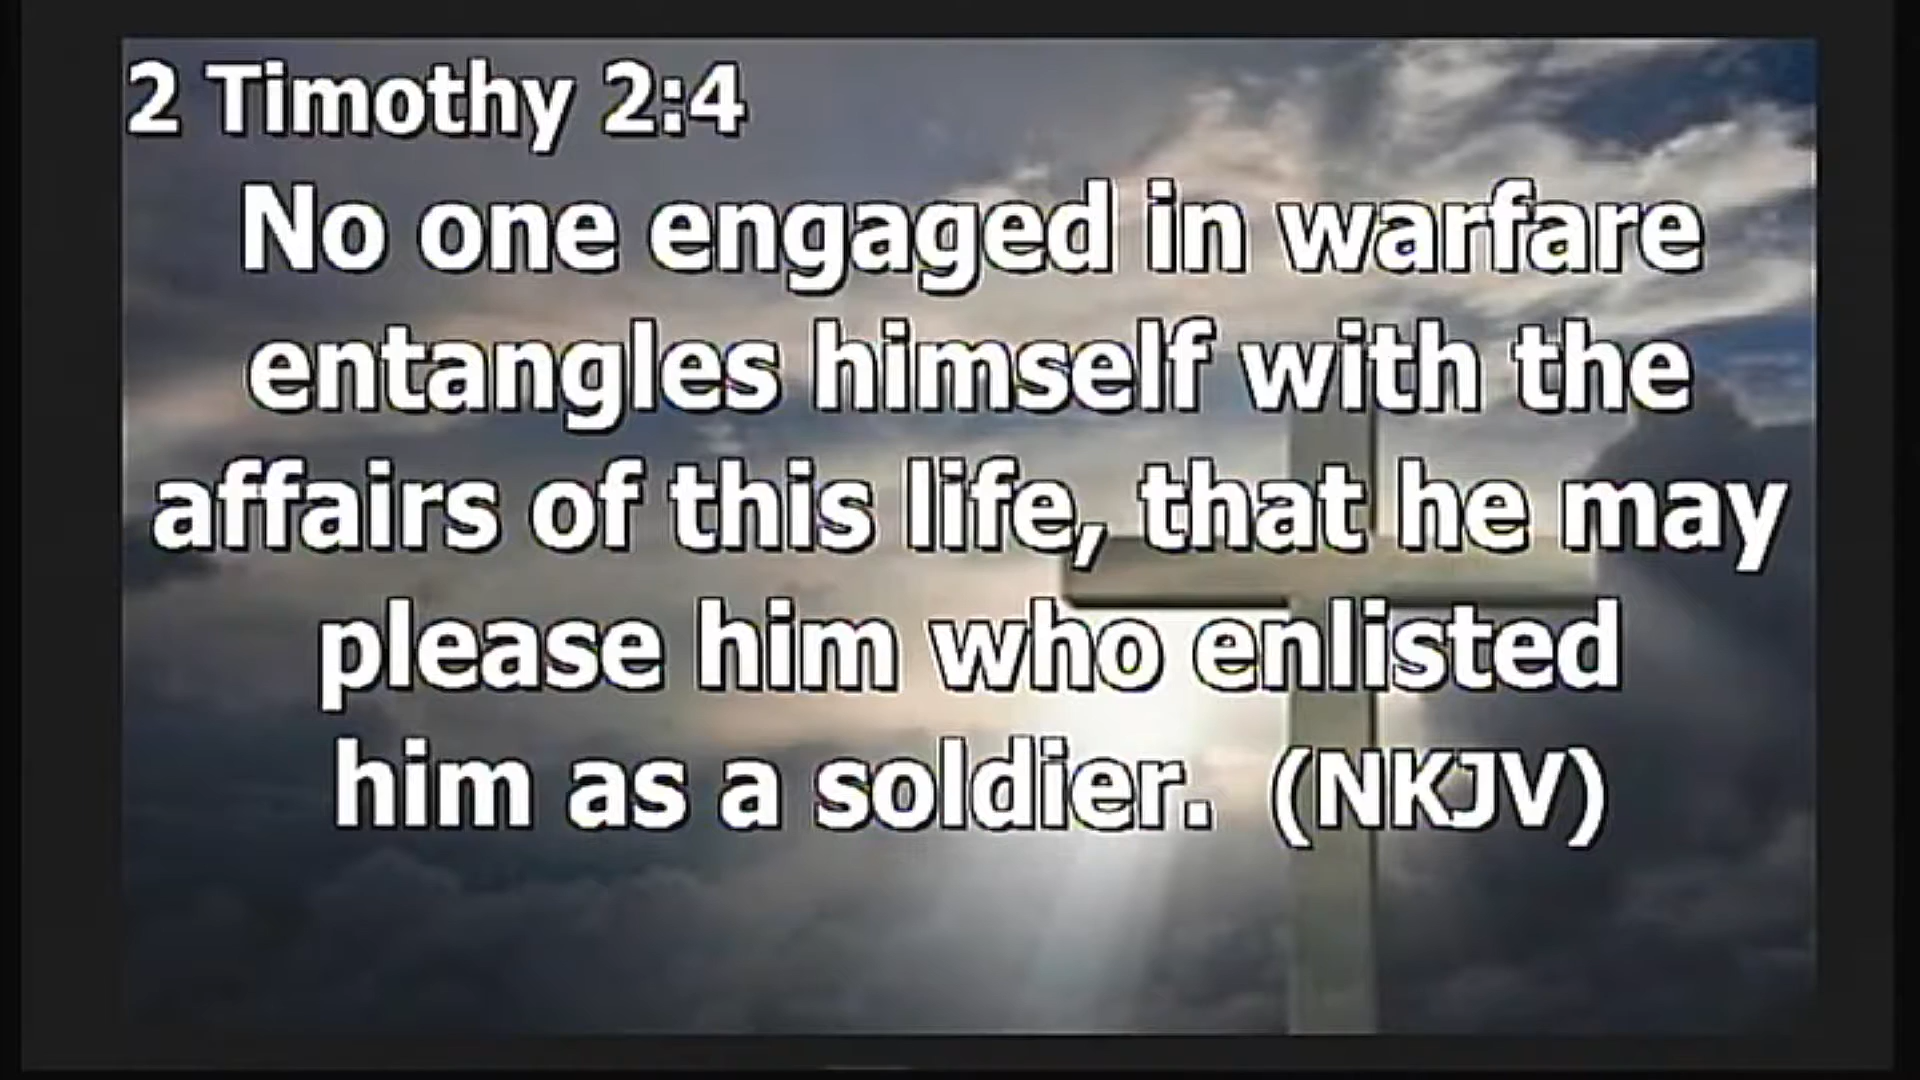 2 Timothy 2:4
No one engaged in warfare
entangles himself with the
affairs of this life, that he may
please him who enlisted
him as a soldier. (NKJV)